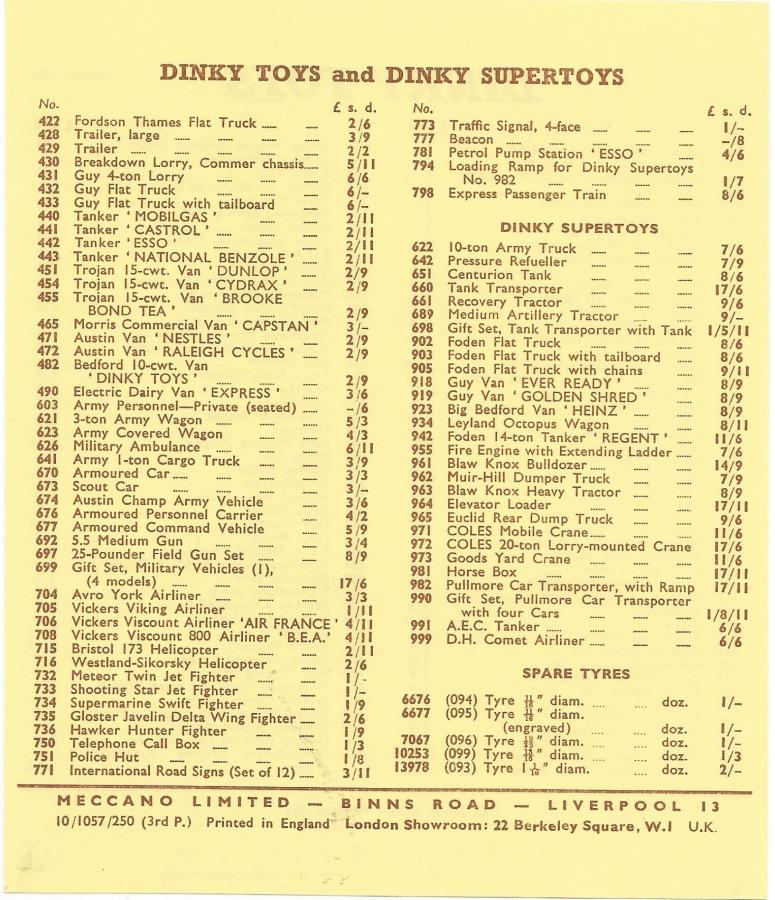 DINKY TOYS and DINKY SUPERTOYS
No. £ s. d.
422 Fordson Thames Flat Truck ...... ...... 2/6
428 Trailer, large ...... ...... ...... ...... 3/9
429 Trailer ...... ...... ...... ...... ...... 2/2
430 Breakdown Lorry, Commer chassis...... 5/11
431 Guy 4-ton Lorry ...... ...... ...... 6/6
432 Guy Flat Truck ...... ...... ...... 6/–
433 Guy Flat Truck with tailboard ...... 6/–
440 Tanker ' MOBILGAS ' ...... ...... ...... 2/11
441 Tanker ' CASTROL ' ...... ...... ...... 2/11
442 Tanker ' ESSO ' ...... ...... ...... 2/11
443 Tanker ' NATIONAL BENZOLE ' ...... 2/11
451 Trojan 15-cwt. Van ' DUNLOP ' ...... 2/9
454 Trojan 15-cwt. Van ' CYDRAX ' ...... 2/9
455 Trojan 15-cwt. Van ' BROOKE
BOND TEA ' ...... ...... ...... 2/9
465 Morris Commercial Van ' CAPSTAN ' 3/–
471 Austin Van ' NESTLES ' ...... ...... 2/9
472 Austin Van ' RALEIGH CYCLES ' ...... 2/9
482 Bedford 10-cwt. Van
' DINKY TOYS ' ...... ...... ...... 2/9
490 Electric Dairy Van ' EXPRESS ' ...... 3/6
603 Army Personnel—Private (seated) ...... –/6
621 3-ton Army Wagon ...... ...... ...... 5/3
623 Army Covered Wagon ...... ...... 4/3
626 Military Ambulance ...... ...... ...... 6/11
641 Army 1-ton Cargo Truck ...... ...... 3/9
670 Armoured Car ...... ...... ...... ...... 3/3
673 Scout Car ...... ...... ...... ...... 3/–
674 Austin Champ Army Vehicle ...... 3/6
676 Armoured Personnel Carrier ...... 4/2
677 Armoured Command Vehicle ...... 5/9
692 5.5 Medium Gun ...... ...... ...... 3/4
697 25-Pounder Field Gun Set ...... ...... 8/9
699 Gift Set, Military Vehicles (1),
(4 models) ...... ...... ...... ...... 17/6
704 Avro York Airliner ...... ...... ...... 3/3
705 Vickers Viking Airliner ...... ...... 1/11
706 Vickers Viscount Airliner 'AIR FRANCE ' 4/11
708 Vickers Viscount 800 Airliner ' B.E.A.' 4/11
715 Bristol 173 Helicopter ...... ...... 2/11
716 Westland-Sikorsky Helicopter ...... 2/6
732 Meteor Twin Jet Fighter ...... ...... 1/–
733 Shooting Star Jet Fighter ...... ...... 1/–
734 Supermarine Swift Fighter ...... ...... 1/9
735 Gloster Javelin Delta Wing Fighter ...... 2/6
736 Hawker Hunter Fighter ...... ...... 1/9
750 Telephone Call Box ...... ...... ...... 1/3
751 Police Hut ...... ...... ...... ...... 1/8
771 International Road Signs (Set of 12) ...... 3/11
No. £ s. d.
773 Traffic Signal, 4-face ...... ...... ...... 1/–
777 Beacon ...... ...... ...... ...... ...... –/8
781 Petrol Pump Station ' ESSO ' ...... ...... 4/6
794 Loading Ramp for Dinky Supertoys
No. 982 ...... ...... ...... ...... 1/7
798 Express Passenger Train ...... ...... 8/6
DINKY SUPERTOYS
622 10-ton Army Truck ...... ...... ...... 7/6
642 Pressure Refueller ...... ...... ...... 7/9
651 Centurion Tank ...... ...... ...... 8/6
660 Tank Transporter ...... ...... ...... 17/6
661 Recovery Tractor ...... ...... ...... 9/6
689 Medium Artillery Tractor ...... ...... 9/–
698 Gift Set, Tank Transporter with Tank 1/5/11
902 Foden Flat Truck ...... ...... ...... 8/6
903 Foden Flat Truck with tailboard ...... 8/6
905 Foden Flat Truck with chains ...... 9/11
918 Guy Van ' EVER READY ' ...... ...... 8/9
919 Guy Van ' GOLDEN SHRED ' ...... ...... 8/9
923 Big Bedford Van ' HEINZ ' ...... ...... 8/9
934 Leyland Octopus Wagon ...... ...... 8/11
942 Foden 14-ton Tanker ' REGENT ' ...... 11/6
955 Fire Engine with Extending Ladder ...... 7/6
961 Blaw Knox Bulldozer ...... ...... ...... 14/9
962 Muir-Hill Dumper Truck ...... ...... 7/9
963 Blaw Knox Heavy Tractor ...... ...... 8/9
964 Elevator Loader ...... ...... ...... 17/11
965 Euclid Rear Dump Truck ...... ...... 9/6
971 COLES Mobile Crane ...... ...... ...... 11/6
972 COLES 20-ton Lorry-mounted Crane 17/6
973 Goods Yard Crane ...... ...... ...... 11/6
981 Horse Box ...... ...... ...... ...... 17/11
982 Pullmore Car Transporter, with Ramp 17/11
990 Gift Set, Pullmore Car Transporter
with four Cars ...... ...... ...... 1/8/11
991 A.E.C. Tanker ...... ...... ...... ...... 6/6
999 D.H. Comet Airliner ...... ...... ...... 6/6
SPARE TYRES
6676 (094) Tyre 11/16" diam. .... .... doz. 1/–
6677 (095) Tyre 11/16" diam.
(engraved) .... .... doz. 1/–
7067 (096) Tyre " diam. .... .... doz. 1/–
10253 (099) Tyre " diam. .... .... doz. 1/3
13978 (093) Tyre 1 " diam. .... doz. 2/–
MECCANO LIMITED – BINNS ROAD – LIVERPOOL 13
10/1057/250 (3rd P.) Printed in England London Showroom: 22 Berkeley Square, W.1 U.K.